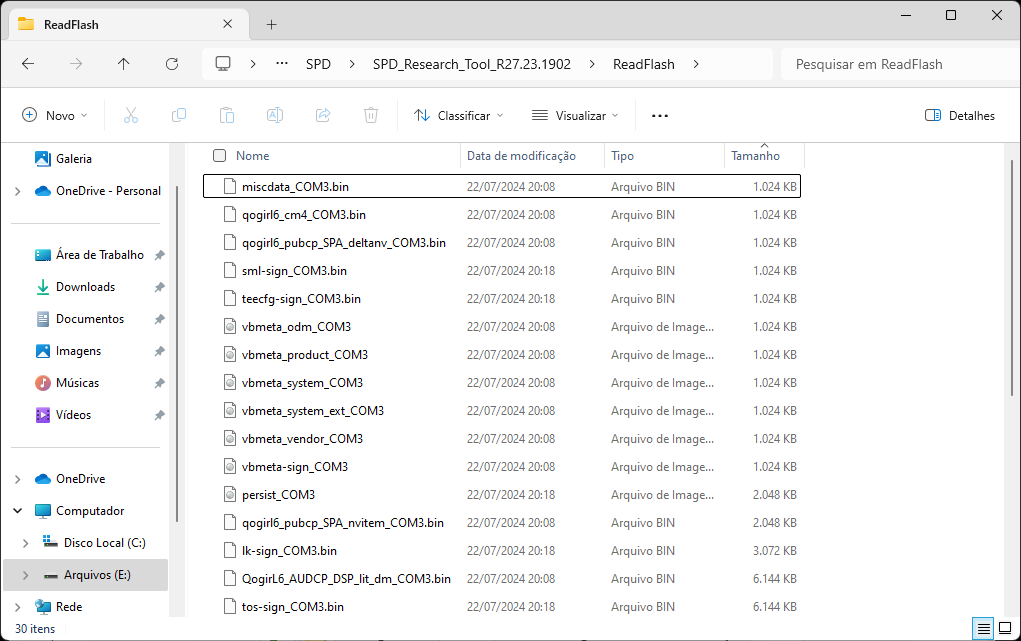 ReadFlash
SPD SPD_Research_Tool_R27.23.1902 ReadFlash Pesquisar em ReadFlash
Novo Classificar Visualizar Detalhes
Galeria
OneDrive - Personal
Área de Trabalho
Downloads
Documentos
Imagens
Músicas
Vídeos
OneDrive
Computador
Disco Local (C:)
Arquivos (E:)
Rede
Nome Data de modificação Tipo Tamanho
miscdata_COM3.bin 22/07/2024 20:08 Arquivo BIN 1.024 KB
qogirl6_cm4_COM3.bin 22/07/2024 20:08 Arquivo BIN 1.024 KB
qogirl6_pubcp_SPA_deltanv_COM3.bin 22/07/2024 20:08 Arquivo BIN 1.024 KB
sml-sign_COM3.bin 22/07/2024 20:18 Arquivo BIN 1.024 KB
teecfg-sign_COM3.bin 22/07/2024 20:18 Arquivo BIN 1.024 KB
vbmeta_odm_COM3 22/07/2024 20:08 Arquivo de Image... 1.024 KB
vbmeta_product_COM3 22/07/2024 20:08 Arquivo de Image... 1.024 KB
vbmeta_system_COM3 22/07/2024 20:08 Arquivo de Image... 1.024 KB
vbmeta_system_ext_COM3 22/07/2024 20:08 Arquivo de Image... 1.024 KB
vbmeta_vendor_COM3 22/07/2024 20:08 Arquivo de Image... 1.024 KB
vbmeta-sign_COM3 22/07/2024 20:08 Arquivo de Image... 1.024 KB
persist_COM3 22/07/2024 20:18 Arquivo de Image... 2.048 KB
qogirl6_pubcp_SPA_nvitem_COM3.bin 22/07/2024 20:08 Arquivo BIN 2.048 KB
lk-sign_COM3.bin 22/07/2024 20:18 Arquivo BIN 3.072 KB
QogirL6_AUDCP_DSP_lit_dm_COM3.bin 22/07/2024 20:08 Arquivo BIN 6.144 KB
tos-sign_COM3.bin 22/07/2024 20:18 Arquivo BIN 6.144 KB
30 itens